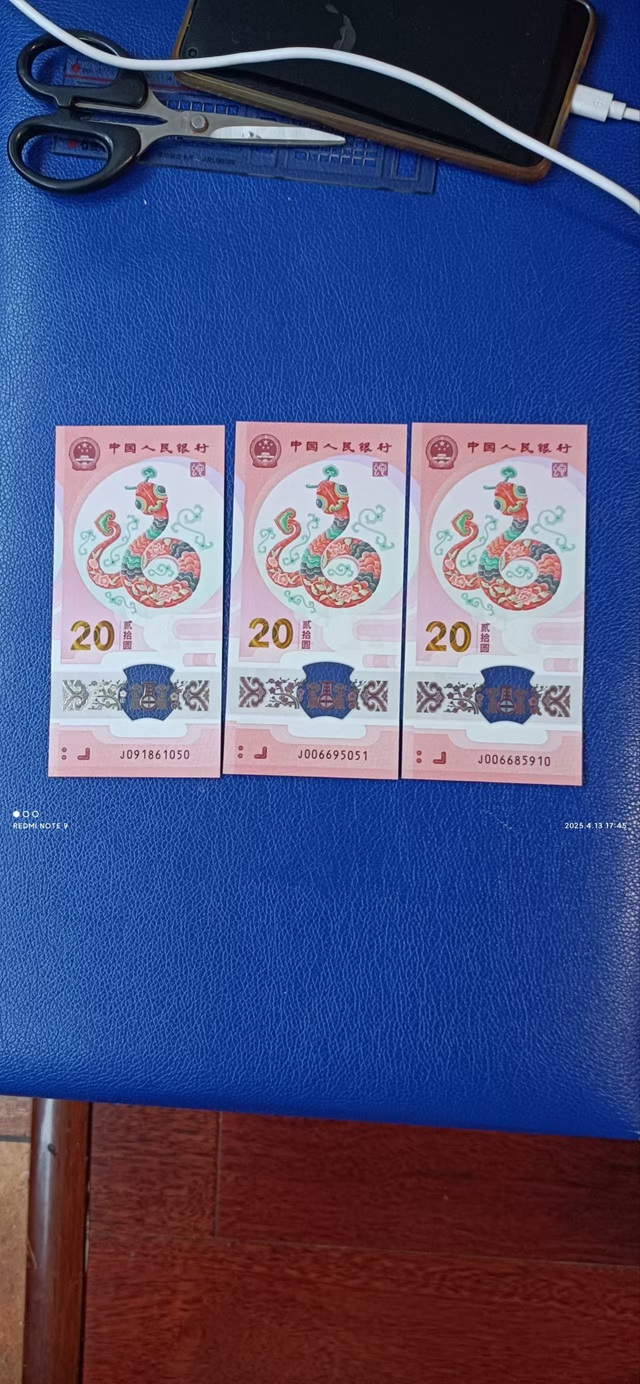 中国人民银行
20
贰拾圆
J091861050
中国人民银行
20
贰拾圆
J006695051
中国人民银行
20
贰拾圆
J006685910
REDMI NOTE 9
2025.4.13 17:45